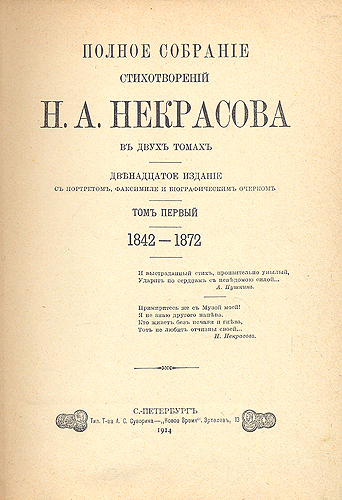 ПОЛНОЕ СОБРАНІЕ
СТИХОТВОРЕНІЙ
Н. А. НЕКРАСОВА
ВЪ ДВУХЪ ТОМАХЪ
ДВѢНАДЦАТОЕ ИЗДАНІЕ
СЪ ПОРТРЕТОМЪ, ФАКСИМИЛЕ И БІОГРАФИЧЕСКИМЪ ОЧЕРКОМЪ
ТОМЪ ПЕРВЫЙ
1842 — 1872
И выстраданный стихъ, пронзительно унылый,
Ударитъ по сердцамъ съ невѣдомою силой...
А. Пушкинъ.
Примиритесь же съ Музой моей!
Я не знаю другого напѣва.
Кто живетъ безъ печали и гнѣва,
Тотъ не любитъ отчизны своей...
Н. Некрасовъ.
С.-ПЕТЕРБУРГЪ
Тип. Т-ва А. С. Суворина—„Новое Время". Эртелевъ, 13
1914